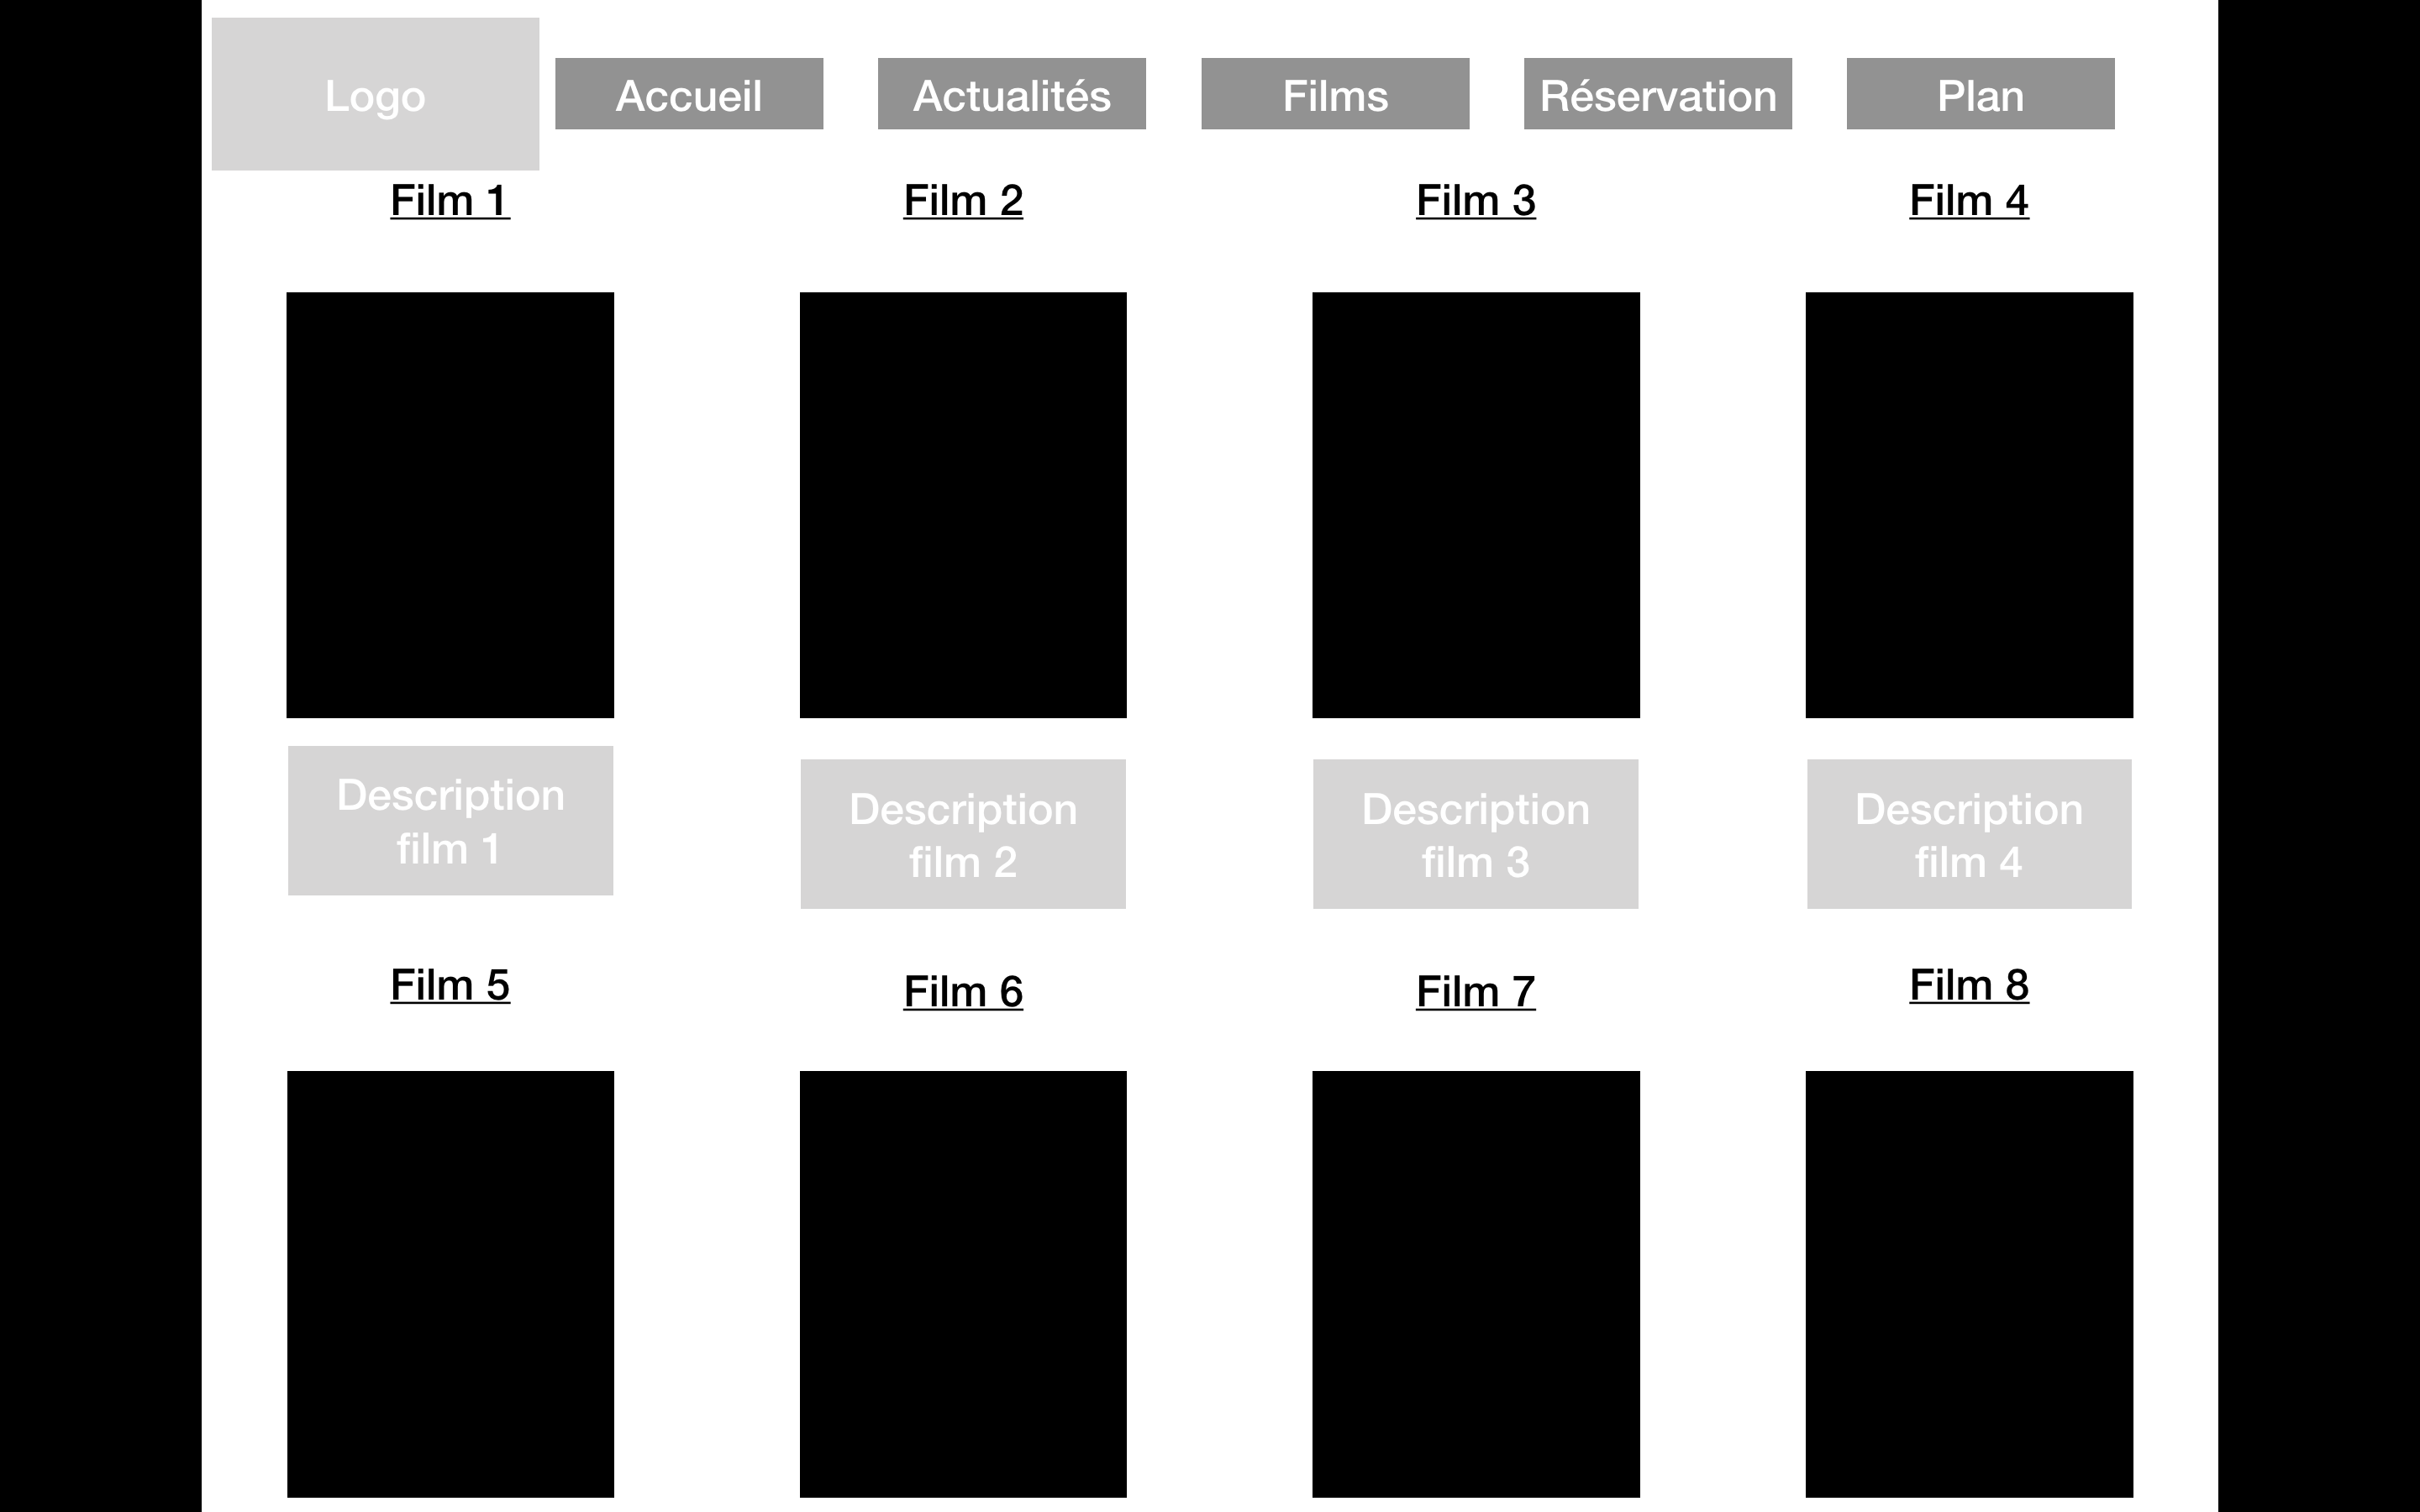 Logo
Accueil
Actualités
Films
Réservation
Plan
Film 1
Film 2
Film 3
Film 4
Description
film 1
Description
film 2
Description
film 3
Description
film 4
Film 5
Film 6
Film 7
Film 8